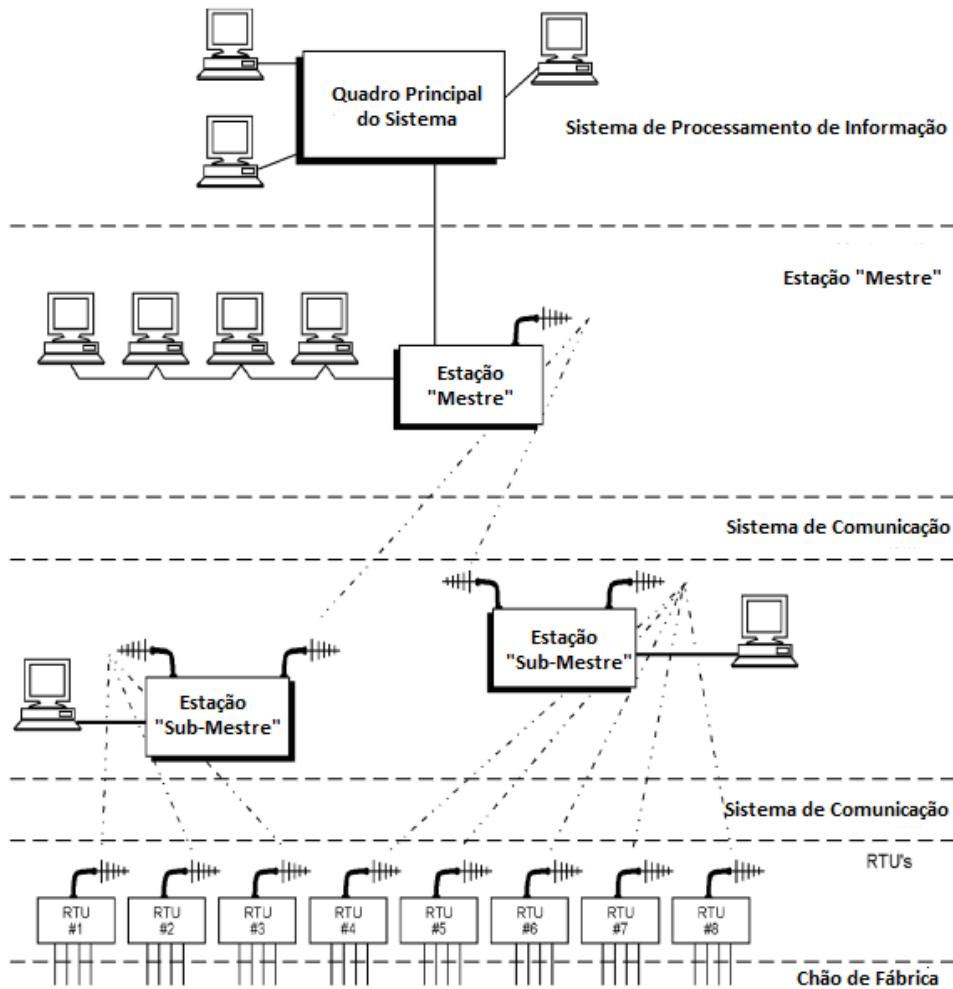 Quadro Principal
do Sistema
Sistema de Processamento de Informação
Estação "Mestre"
Estação
"Mestre"
Sistema de Comunicação
Estação
"Sub-Mestre"
Estação
"Sub-Mestre"
Sistema de Comunicação
RTU's
RTU
#1
RTU
#2
RTU
#3
RTU
#4
RTU
#5
RTU
#6
RTU
#7
RTU
#8
Chão de Fábrica